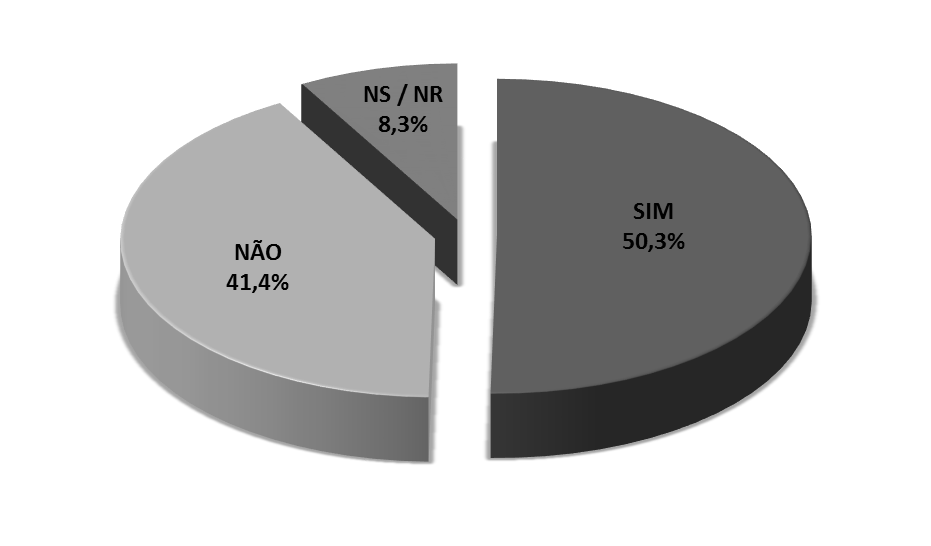 NS / NR
8,3%
SIM
50,3%
NÃO
41,4%